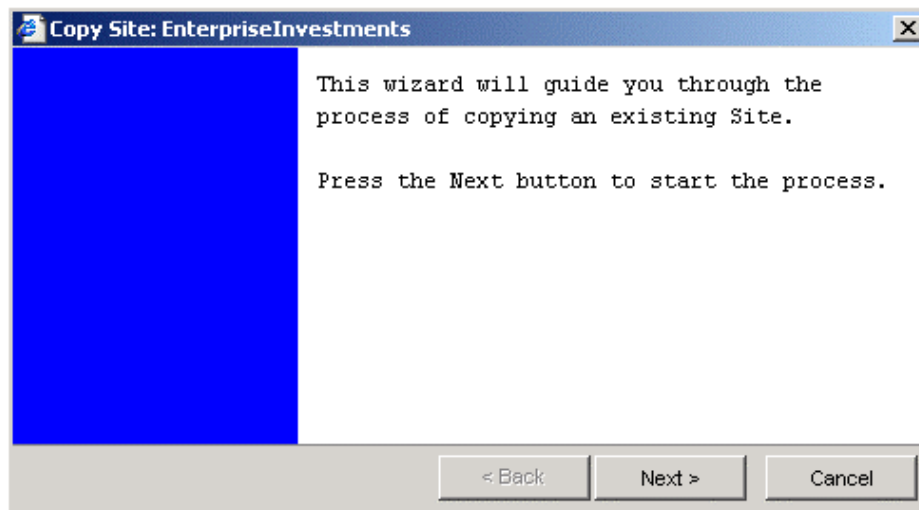 Copy Site: EnterpriseInvestments
This wizard will guide you through the
process of copying an existing Site.
Press the Next button to start the process.
< Back
Next >
Cancel